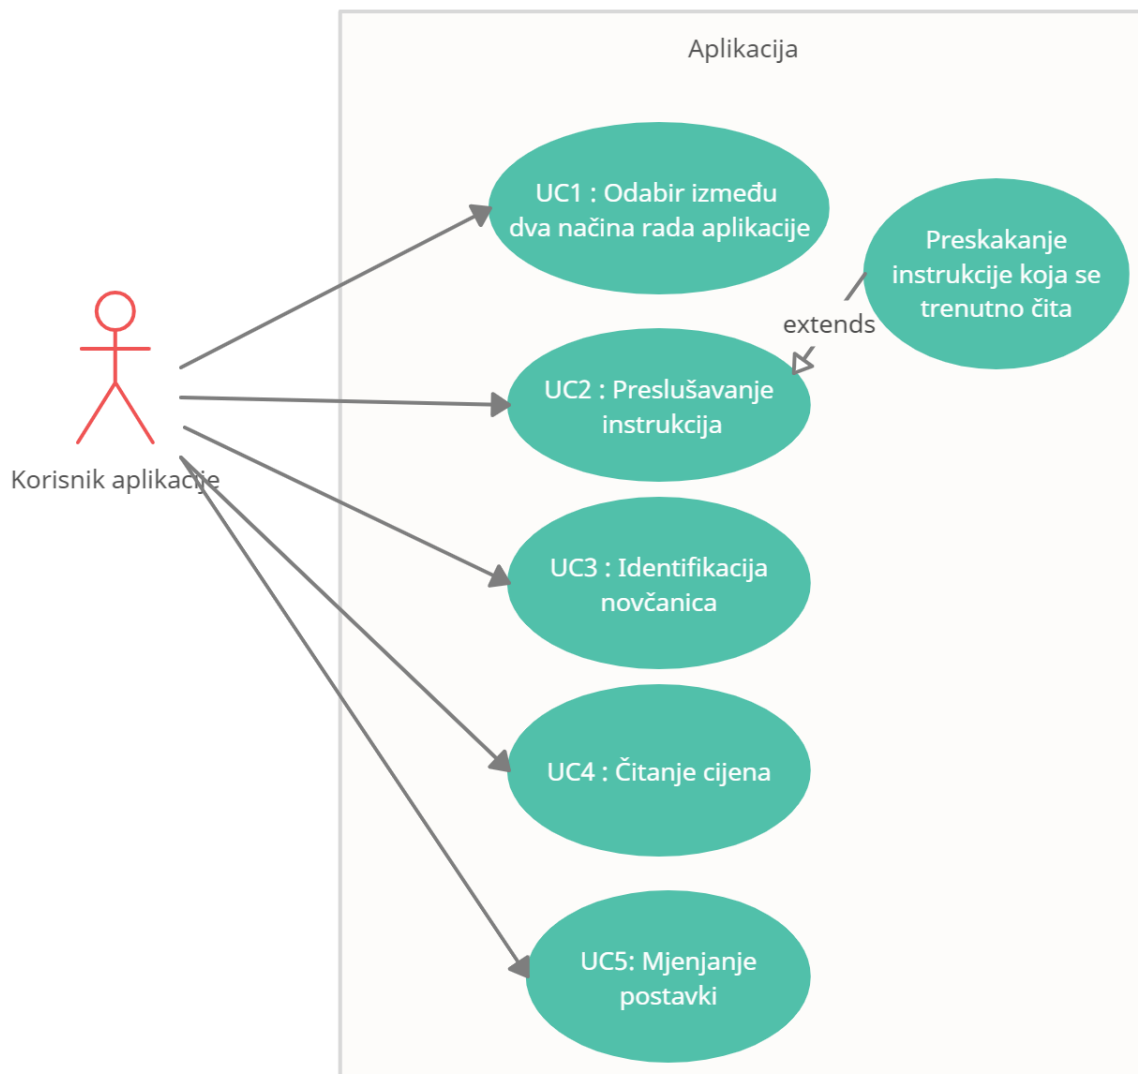 Aplikacija
UC1 : Odabir između
dva načina rada aplikacije
Preskakanje
instrukcije koja se
trenutno čita
extends
UC2 : Preslušavanje
instrukcija
Korisnik aplikacije
UC3 : Identifikacija
novčanica
UC4 : Čitanje cijena
UC5: Mjenjanje
postavki